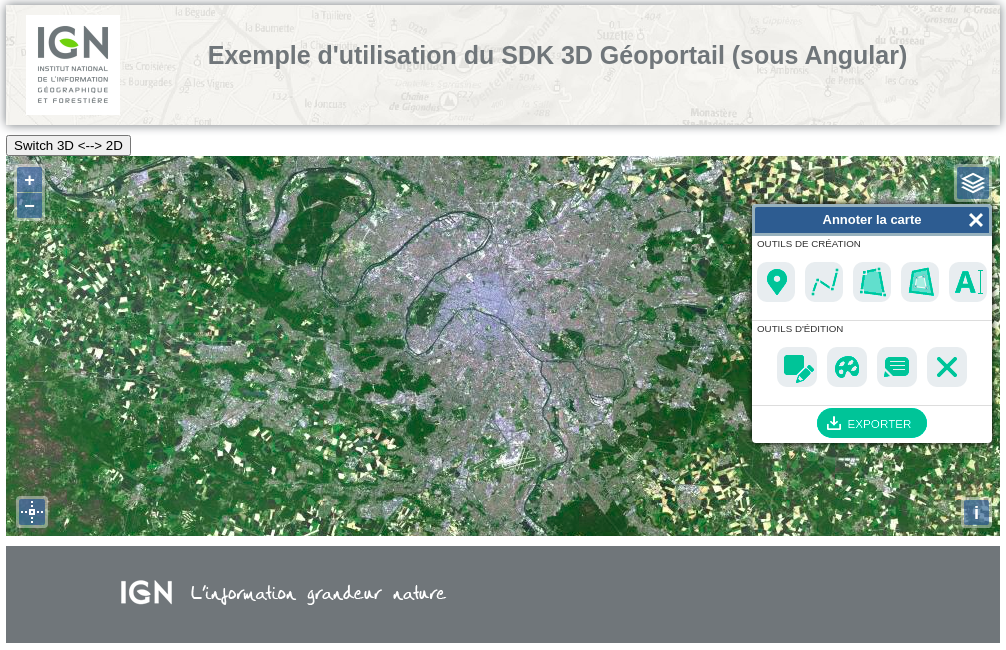 IGN
INSTITUT NATIONAL
DE L'INFORMATION
GÉOGRAPHIQUE
ET FORESTIÈRE
Exemple d'utilisation du SDK 3D Géoportail (sous Angular)
Switch 3D <--> 2D
+
−
Annoter la carte
OUTILS DE CRÉATION
A
OUTILS D'ÉDITION
EXPORTER
i
IGN L'information grandeur nature